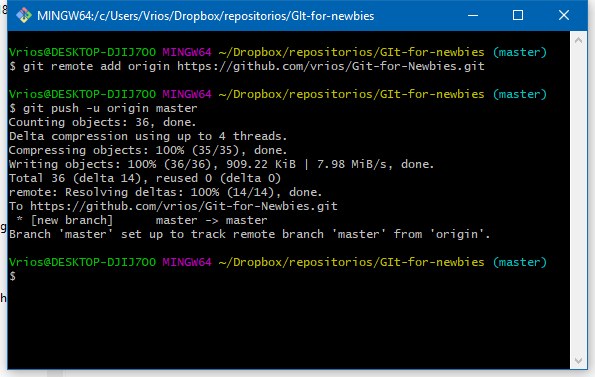 MINGW64:/c/Users/Vrios/Dropbox/repositorios/GIt-for-newbies
Vrios@DESKTOP-DJIJ7OO MINGW64 ~/Dropbox/repositorios/GIt-for-newbies (master)
$ git remote add origin https://github.com/vrios/Git-for-Newbies.git
Vrios@DESKTOP-DJIJ7OO MINGW64 ~/Dropbox/repositorios/GIt-for-newbies (master)
$ git push -u origin master
Counting objects: 36, done.
Delta compression using up to 4 threads.
Compressing objects: 100% (35/35), done.
Writing objects: 100% (36/36), 909.22 KiB | 7.98 MiB/s, done.
Total 36 (delta 14), reused 0 (delta 0)
remote: Resolving deltas: 100% (14/14), done.
To https://github.com/vrios/Git-for-Newbies.git
 * [new branch]      master -> master
Branch 'master' set up to track remote branch 'master' from 'origin'.
Vrios@DESKTOP-DJIJ7OO MINGW64 ~/Dropbox/repositorios/GIt-for-newbies (master)
$